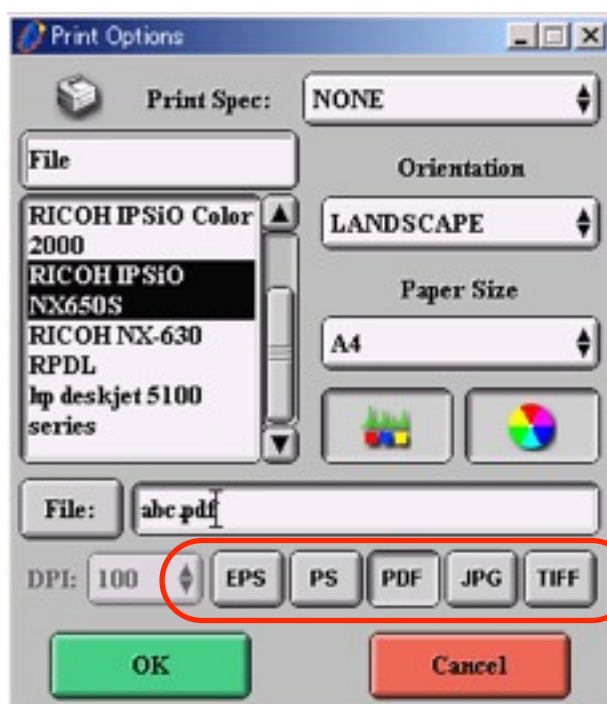 Print Options
Print Spec: NONE
File
Orientation
RICOH IPSiO Color
2000
RICOH IPSiO
NX650S
RICOH NX-630
RPDL
hp deskjet 5100
series
LANDSCAPE
Paper Size
A4
File: abc.pdf
DPI: 100 EPS PS PDF JPG TIFF
OK Cancel